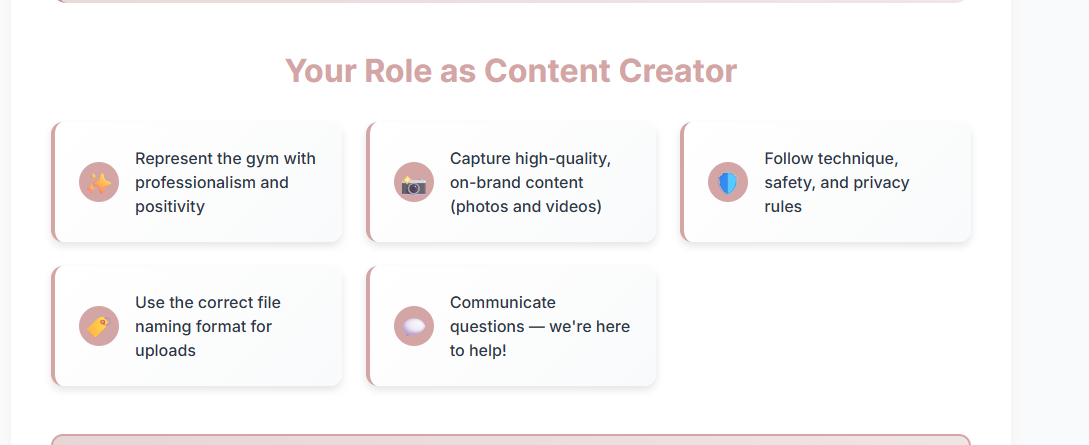 Your Role as Content Creator
Represent the gym with
professionalism and
positivity
Capture high-quality,
on-brand content
(photos and videos)
Follow technique,
safety, and privacy
rules
Use the correct file
naming format for
uploads
Communicate
questions — we're here
to help!